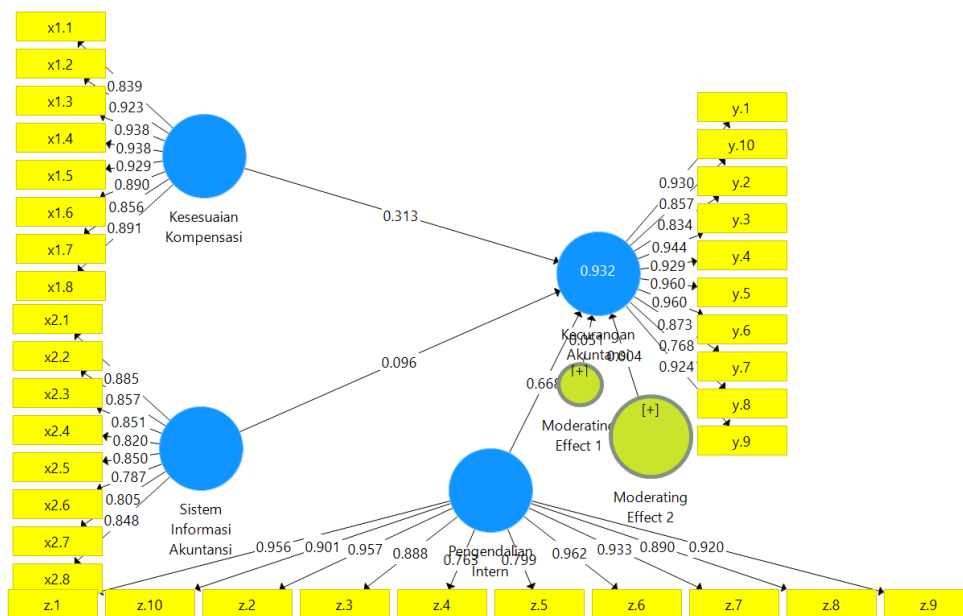 x1.1
x1.2
x1.3
x1.4
x1.5
x1.6
x1.7
x1.8
0.839
0.923
0.938
0.938
0.929
0.890
0.856
0.891
Kesesuaian
Kompensasi
0.313
x2.1
x2.2
x2.3
x2.4
x2.5
x2.6
x2.7
x2.8
0.885
0.857
0.851
0.820
0.850
0.787
0.805
0.848
Sistem
Informasi
Akuntansi
0.096
0.932
Kecurangan
Akuntansi
0.930
0.857
0.834
0.944
0.929
0.960
0.960
0.873
0.768
0.924
y.1
y.10
y.2
y.3
y.4
y.5
y.6
y.7
y.8
y.9
0.668
0.051
[+]
Moderating
Effect 1
[+]
Moderating
Effect 2
Pengendalian
Intern
0.956
0.901
0.957
0.888
0.763
0.799
0.962
0.933
0.890
0.920
z.1
z.10
z.2
z.3
z.4
z.5
z.6
z.7
z.8
z.9